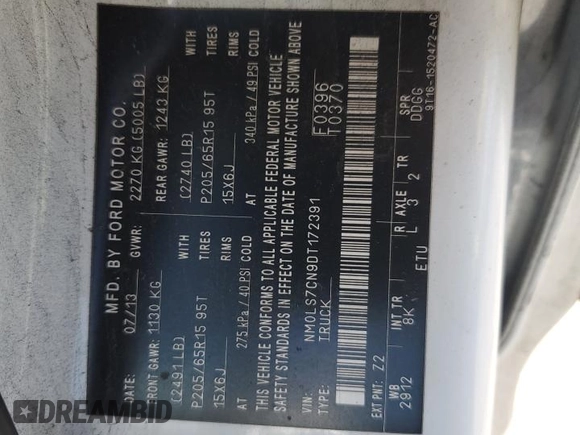 MFD. BY FORD MOTOR CO.
DATE: 07/13 GVWR: 2270 KG (5005 LB)
FRONT GAWR: 1130 KG REAR GAWR: 1243 KG
(2491 LB) WITH (2740 LB) WITH
P205/65R15 95T TIRES P205/65R15 95T TIRES
15X6J RIMS 15X6J RIMS
AT 275 kPa / 40 PSI COLD AT 340 kPa / 49 PSI COLD
THIS VEHICLE CONFORMS TO ALL APPLICABLE FEDERAL MOTOR VEHICLE
SAFETY STANDARDS IN EFFECT ON THE DATE OF MANUFACTURE SHOWN ABOVE
VIN: NM0LS7CN9DT172391 F0396
TYPE: TRUCK T0370
EXT PNT: Z2
WB INT TR R AXLE TR SPR
2912 8K L 3 2 DDGG
ETU 9T16-1520472-AC
DREAMBID